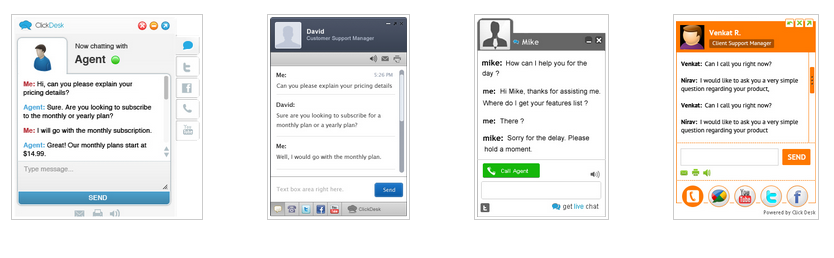 ClickDesk
Now chatting with
Agent
Me: Hi, can you please explain your
pricing details?
Agent: Sure. Are you looking to subscribe
to the monthly or yearly plan?
Me: I will go with the monthly subscription.
Agent: Great! Our monthly plans start at
$14.99.
Type message...
SEND
You Tube
David
Customer Support Manager
Me:
5:26 PM
Can you please explain your pricing details
David:
Sure are you looking to subscribe for a
monthly plan or a yearly plan?
Me:
Well, I would go with the monthly plan.
Text box area right here.
Send
You Tube
ClickDesk
Mike
mike: How can I help you for the
day ?
me: Hi Mike, thanks for assisting me.
Where do I get your features list ?
me: There ?
mike: Sorry for the delay. Please
hold a moment.
Call Agent
get live chat
Venkat R.
Client Support Manager
Venkat: Can I call you right now?
Nirav: I would like to ask you a very simple
question regarding your product,
Venkat: Can I call you right now?
Nirav: I would like to ask you a very simple
question regarding your product
SEND
You Tube
Powered by Click Desk